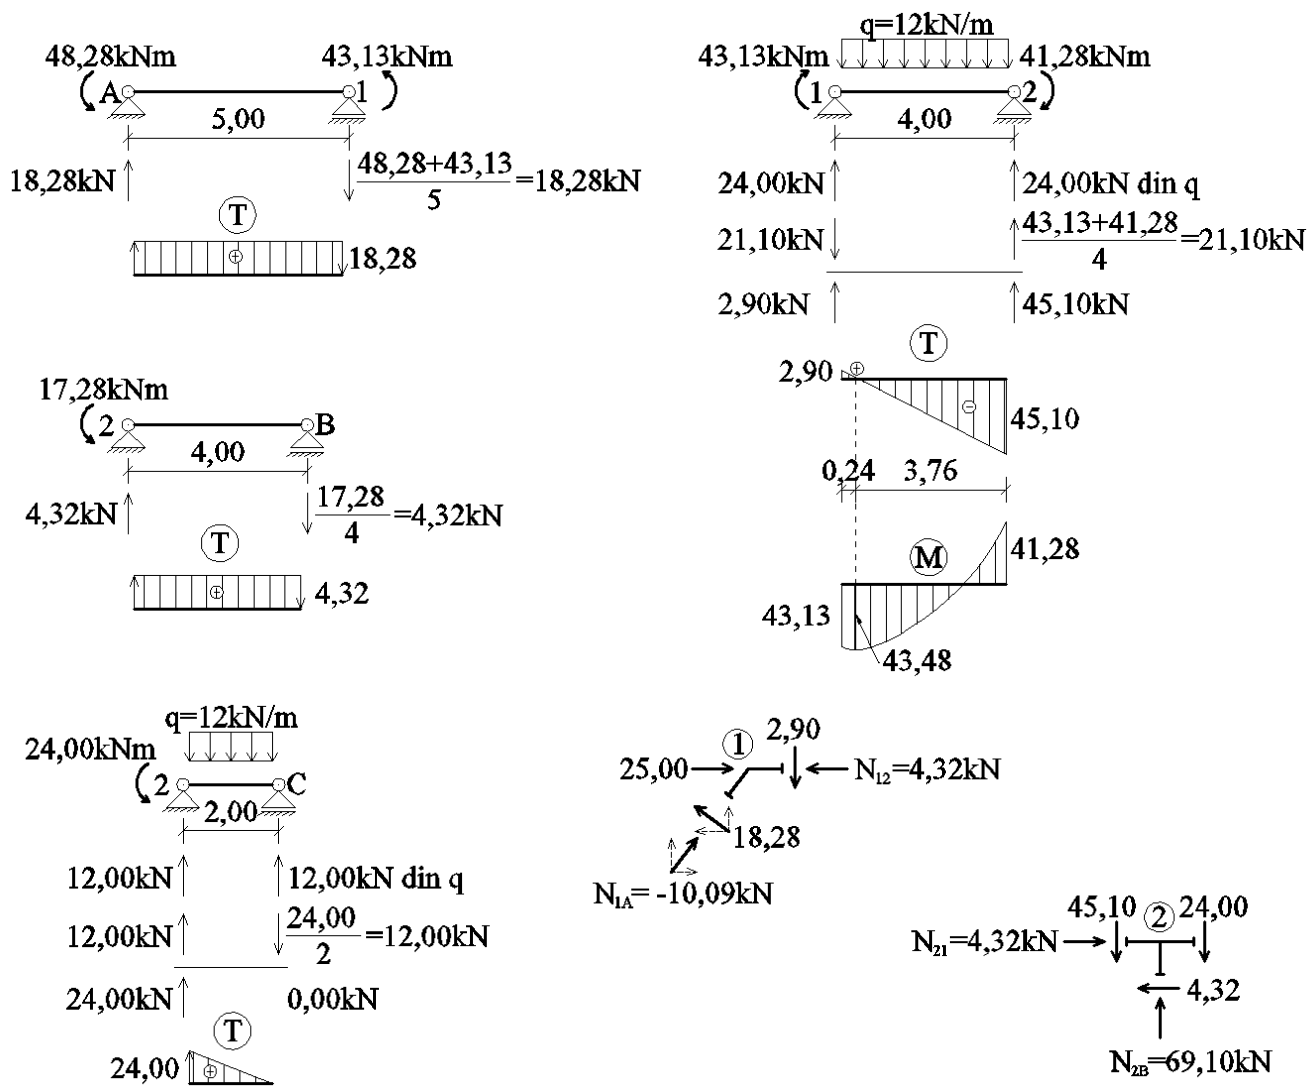 48,28kNm 43,13kNm
A 1
5,00
18,28kN 48,28+43,13
5 =18,28kN
T
+
18,28
q=12kN/m
43,13kNm 41,28kNm
1 2
4,00
24,00kN 24,00kN din q
21,10kN 43,13+41,28
4 =21,10kN
2,90kN 45,10kN
T
2,90 +
−
45,10
0,24 3,76
M
41,28
43,13
43,48
17,28kNm
2 B
4,00
4,32kN 17,28
4 =4,32kN
T
+
4,32
q=12kN/m
24,00kNm
2 C
2,00
12,00kN 12,00kN din q
12,00kN 24,00
2 =12,00kN
24,00kN 0,00kN
T
24,00 +
1 2,90
25,00 N12=4,32kN
18,28
N1A= -10,09kN
45,10 2 24,00
N21=4,32kN
4,32
N2B=69,10kN